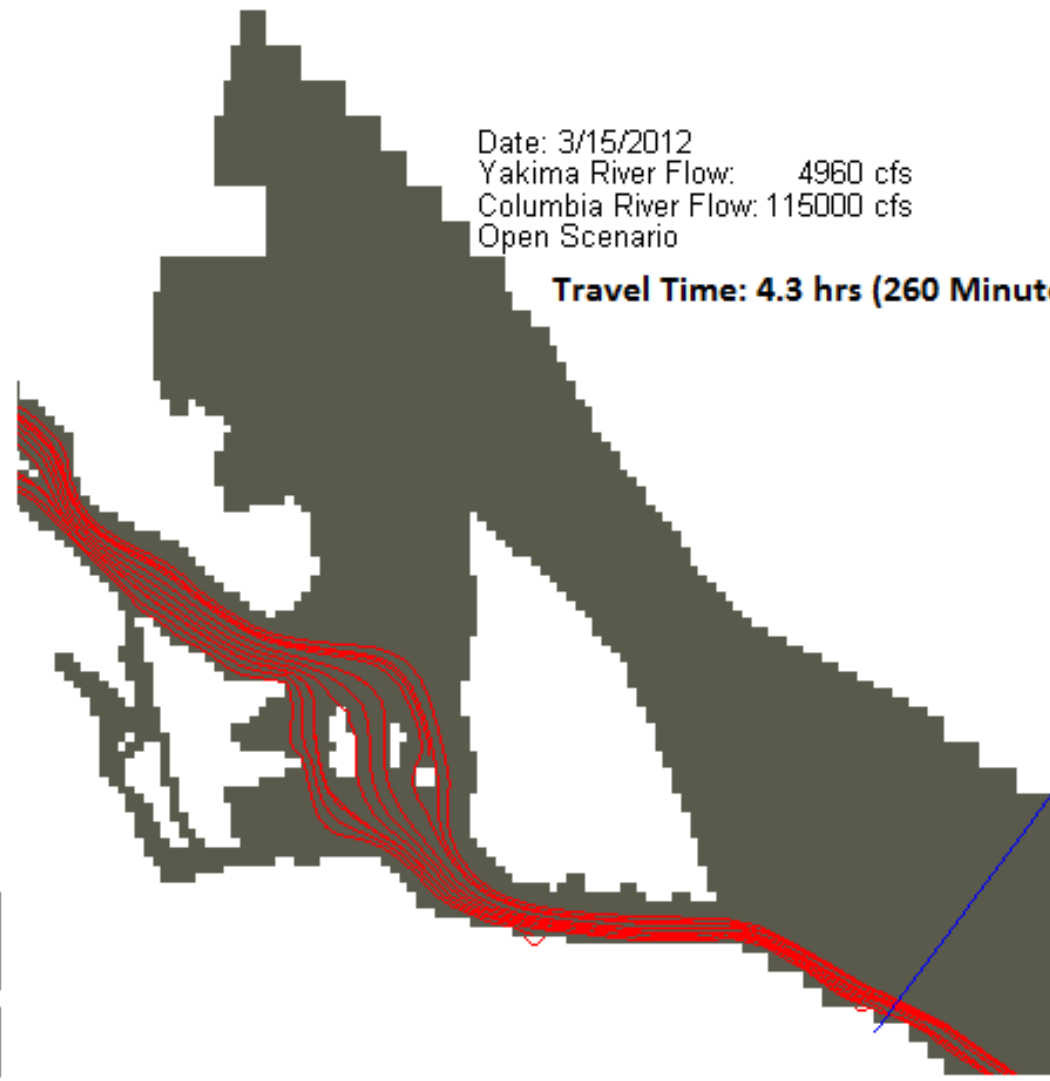 Date: 3/15/2012
Yakima River Flow: 4960 cfs
Columbia River Flow: 115000 cfs
Open Scenario
Travel Time: 4.3 hrs (260 Minut